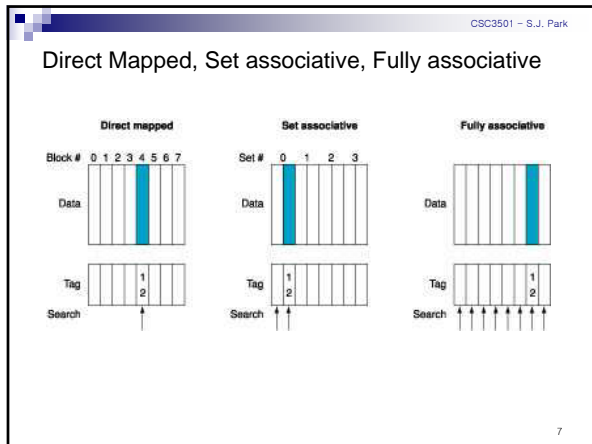 CSC3501 - S.J. Park
Direct Mapped, Set associative, Fully associative
Direct mapped
Block # 0 1 2 3 4 5 6 7
Data
Tag
1
2
Search
Set associative
Set # 0 1 2 3
Data
Tag
1
2
Search
Fully associative
Data
Tag
1
2
Search
7